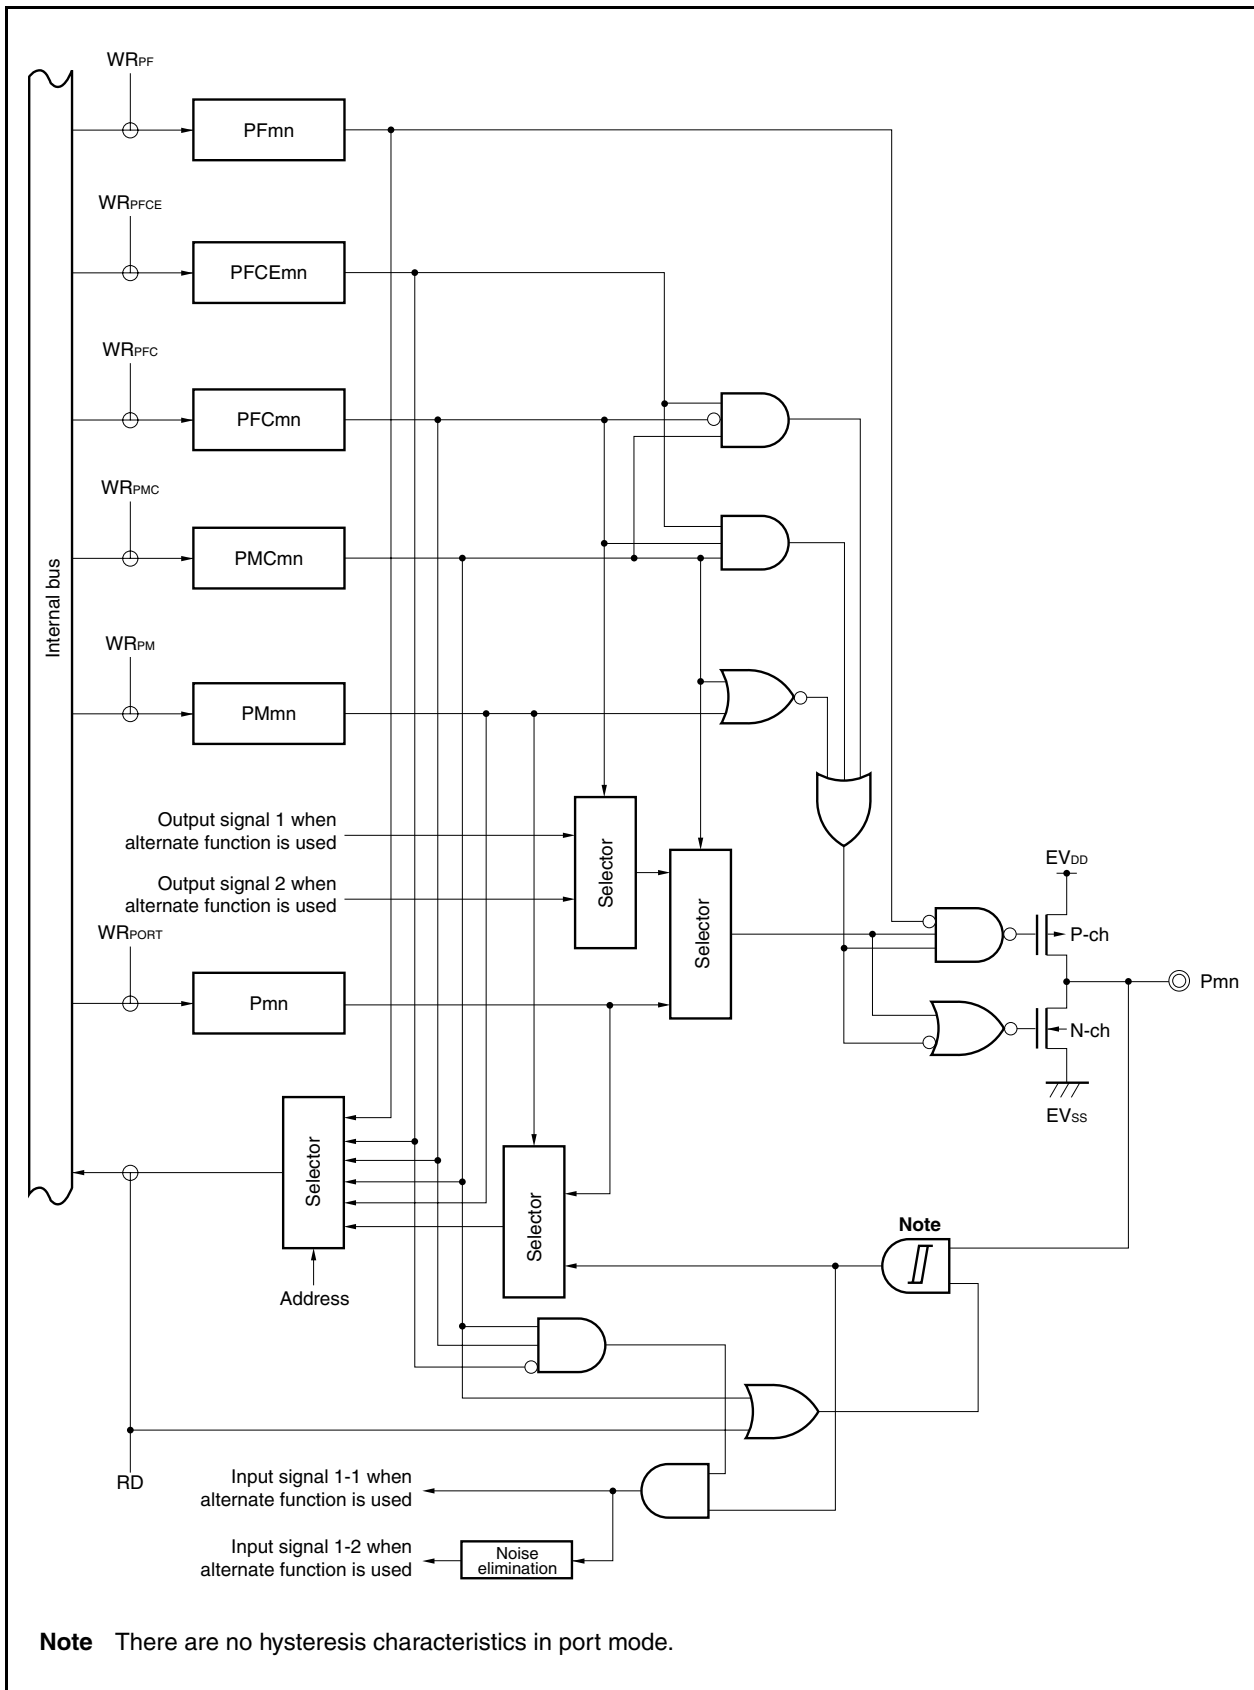 WRPF
PFmn
WRPFCE
PFCEmn
WRPFC
PFCmn
WRPMC
PMCmn
Internal bus
WRPM
PMmn
Output signal 1 when
alternate function is used
Output signal 2 when
alternate function is used
Selector
Selector
WRPORT
Pmn
EVDD
P-ch
Pmn
N-ch
EVSS
Selector
Selector
Address
Note
RD
Input signal 1-1 when
alternate function is used
Input signal 1-2 when
alternate function is used
Noise
elimination
Note There are no hysteresis characteristics in port mode.